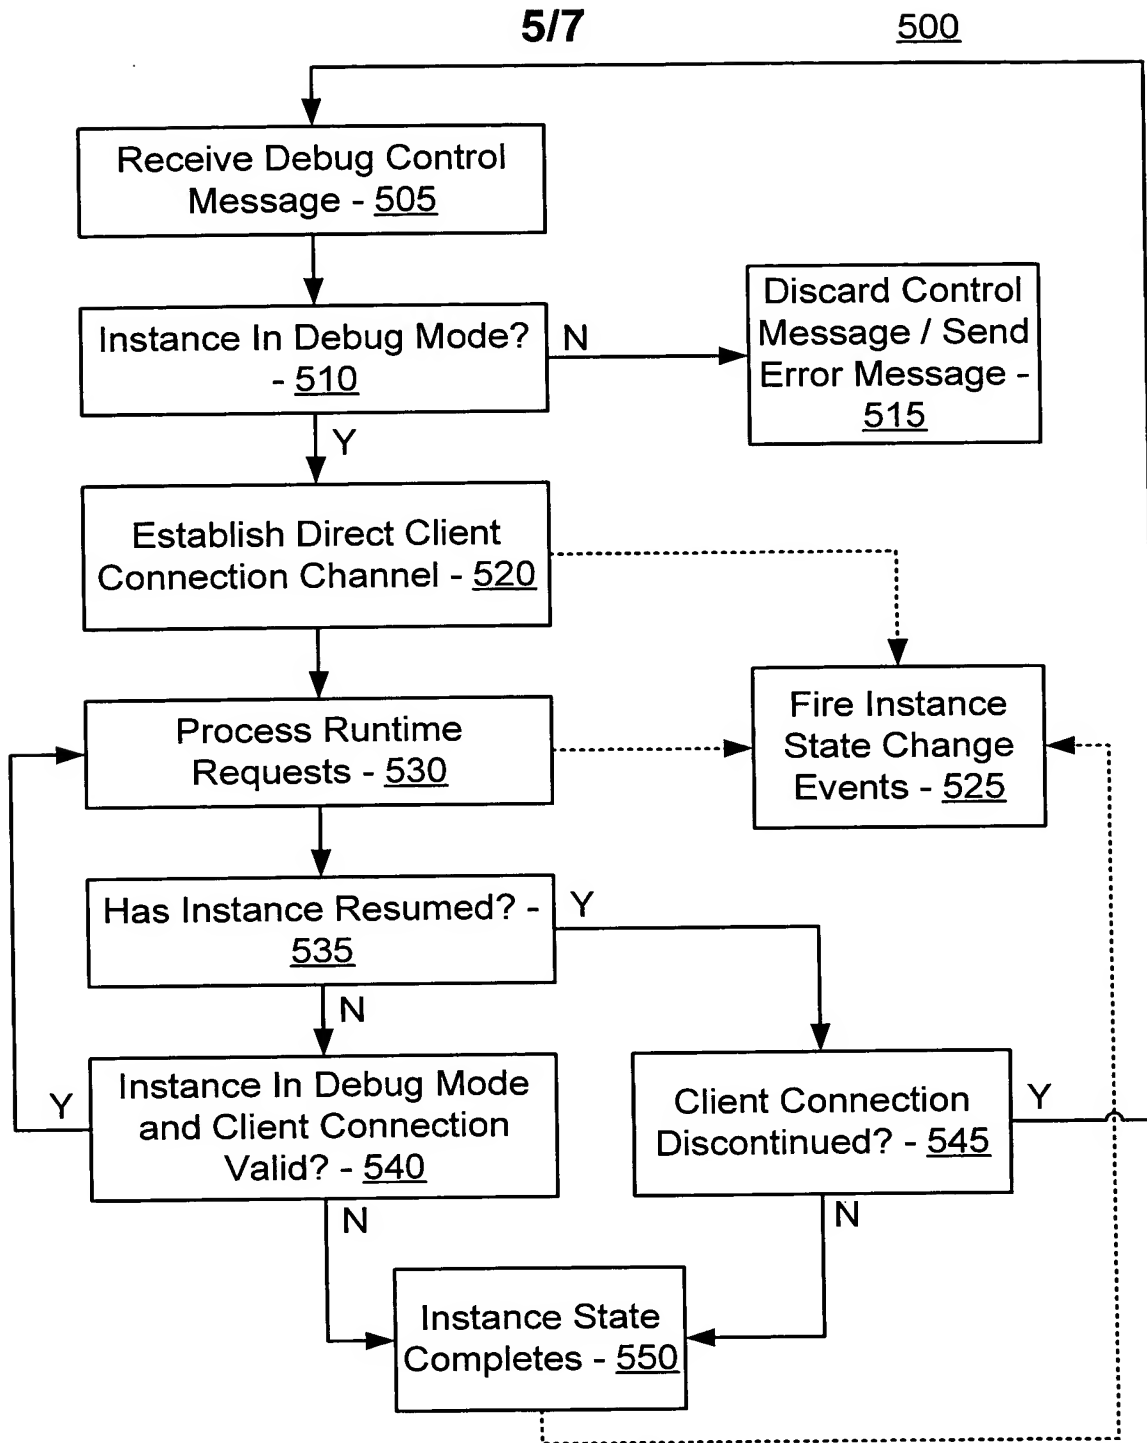 5/7
500
Receive Debug Control
Message - 505
Instance In Debug Mode?
- 510
N
Discard Control
Message / Send
Error Message -
515
Y
Establish Direct Client
Connection Channel - 520
Process Runtime
Requests - 530
Fire Instance
State Change
Events - 525
Has Instance Resumed? -
535
Y
N
Instance In Debug Mode
and Client Connection
Valid? - 540
Y
Client Connection
Discontinued? - 545
Y
N
N
Instance State
Completes - 550